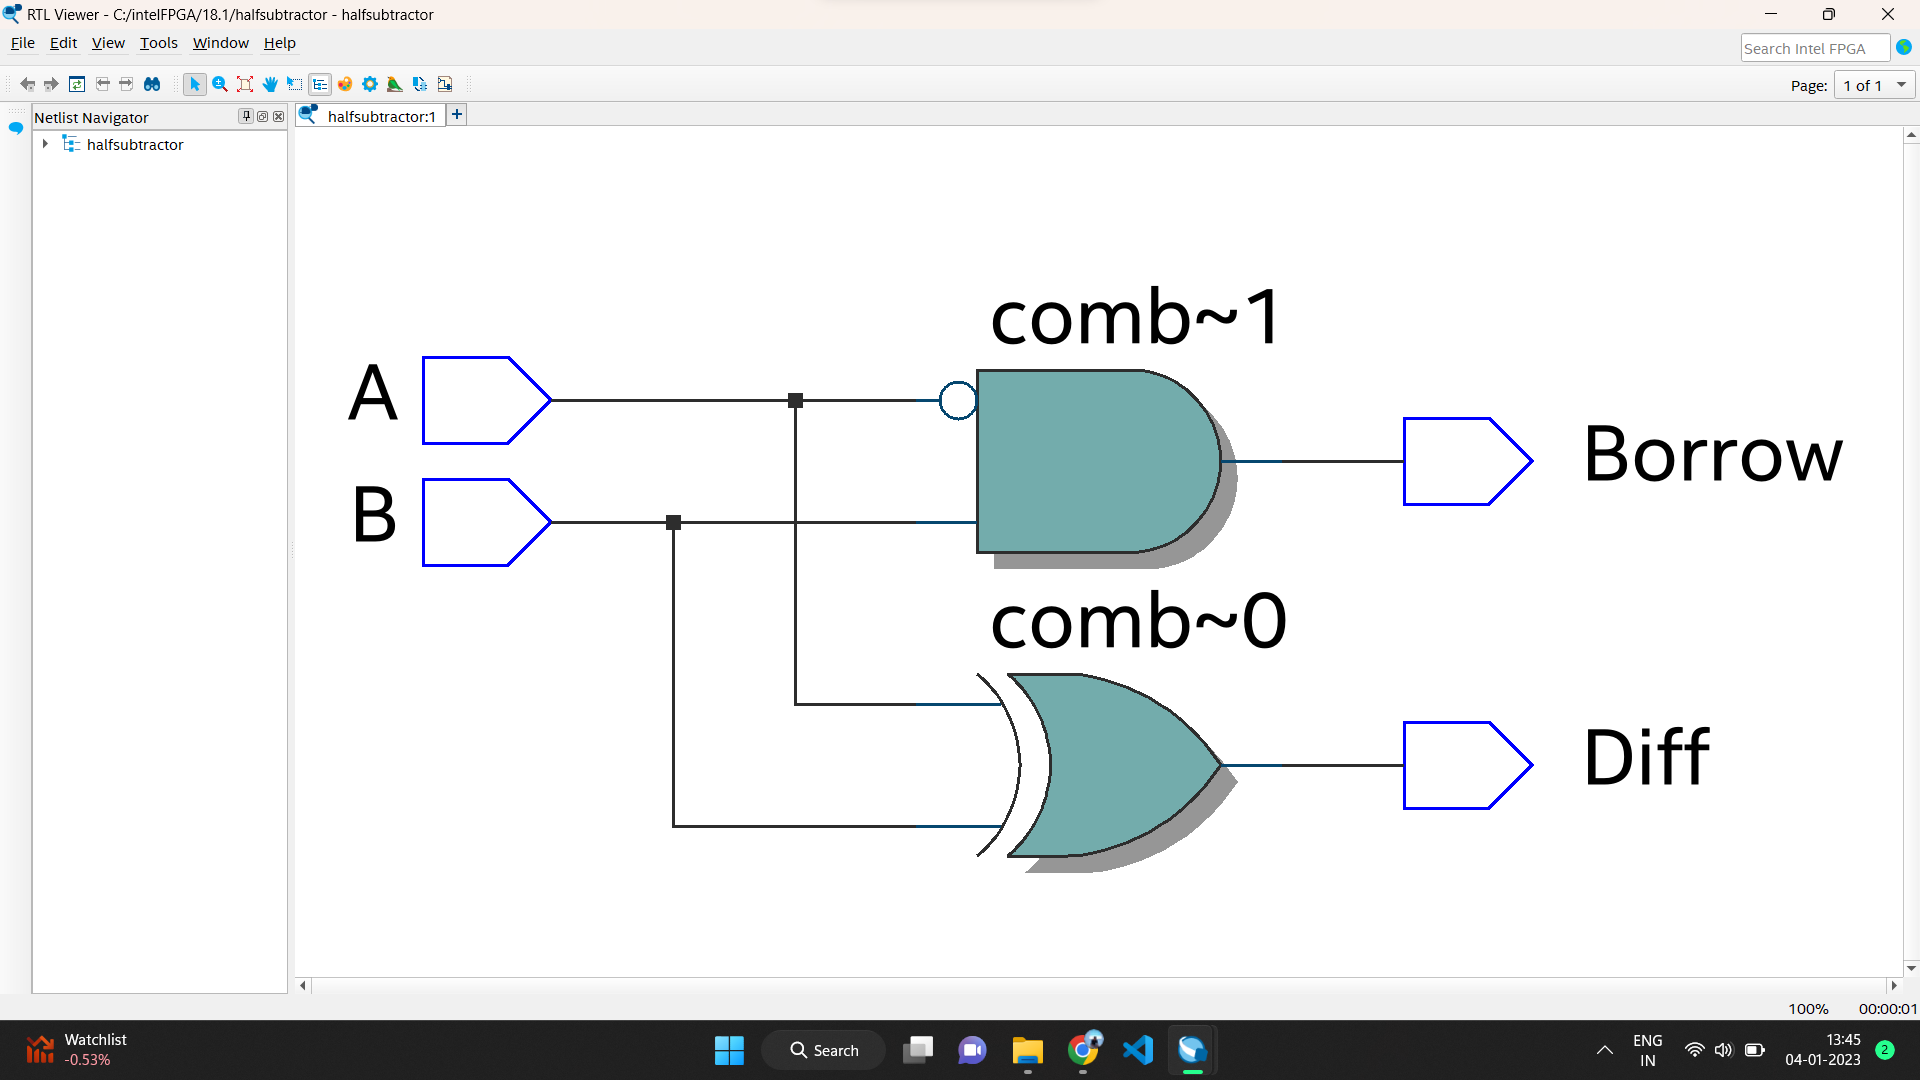 RTL Viewer - C:/intelFPGA/18.1/halfsubtractor - halfsubtractor
File Edit View Tools Window Help
Search Intel FPGA
Page: 1 of 1
Netlist Navigator
halfsubtractor:1
halfsubtractor
comb~1
A
Borrow
B
comb~0
Diff
100% 00:00:01
Watchlist
-0.53%
Search
ENG
IN
13:45
04-01-2023
2